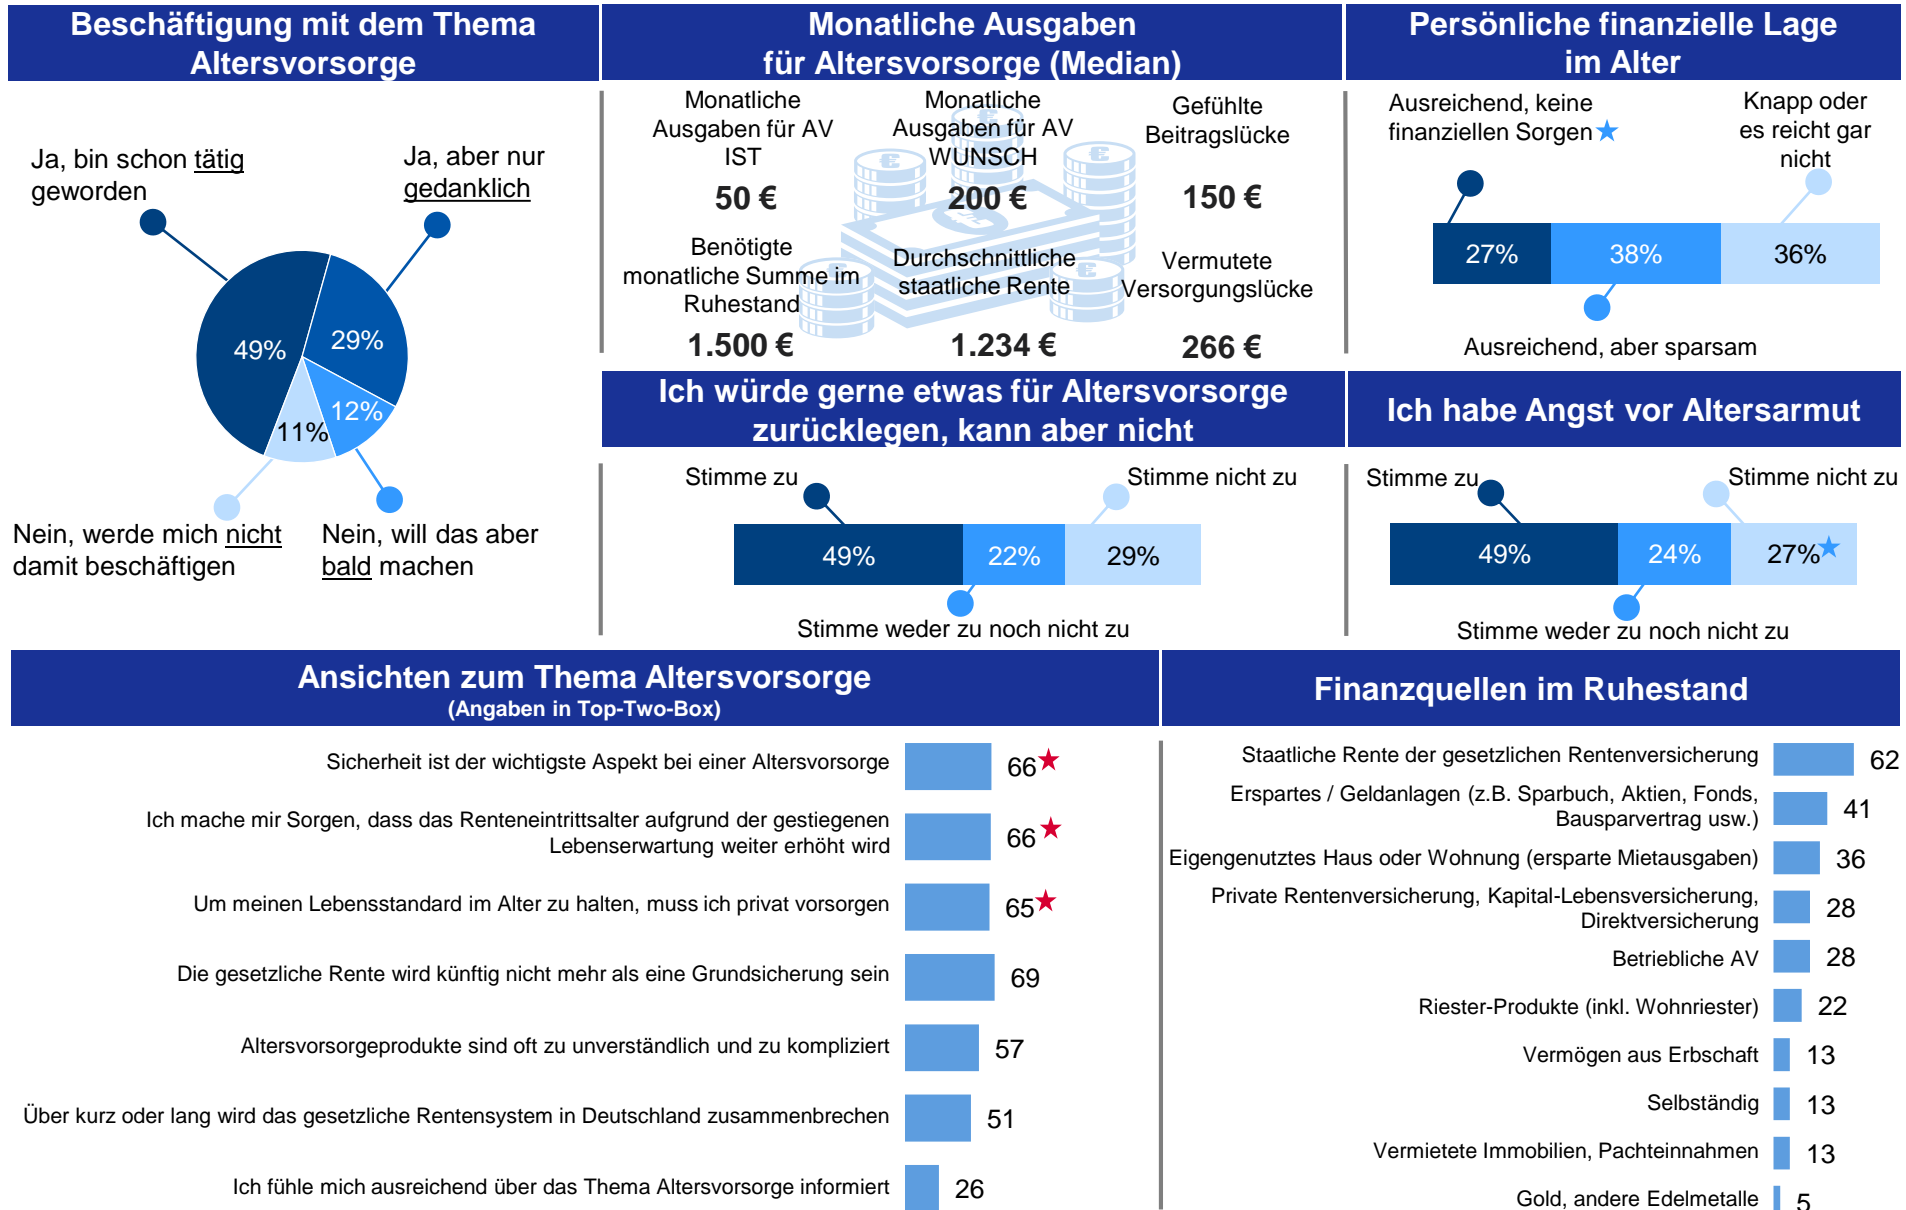 Beschäftigung mit dem Thema
Altersvorsorge
Ja, bin schon tätig
geworden
Ja, aber nur
gedanklich
49%
29%
12%
11%
Nein, werde mich nicht
damit beschäftigen
Nein, will das aber
bald machen
Monatliche Ausgaben
für Altersvorsorge (Median)
Monatliche
Ausgaben für AV
IST
50 €
Monatliche
Ausgaben für AV
WUNSCH
200 €
Gefühlte
Beitragslücke
150 €
Benötigte
monatliche Summe im
Ruhestand
1.500 €
Durchschnittliche
staatliche Rente
1.234 €
Vermutete
Versorgungslücke
266 €
Persönliche finanzielle Lage
im Alter
Ausreichend, keine
finanziellen Sorgen
Knapp oder
es reicht gar
nicht
27%
38%
36%
Ausreichend, aber sparsam
Ich würde gerne etwas für Altersvorsorge
zurücklegen, kann aber nicht
Stimme zu
Stimme nicht zu
49%
22%
29%
Stimme weder zu noch nicht zu
Ich habe Angst vor Altersarmut
Stimme zu
Stimme nicht zu
49%
24%
27%
Stimme weder zu noch nicht zu
Ansichten zum Thema Altersvorsorge
(Angaben in Top-Two-Box)
Sicherheit ist der wichtigste Aspekt bei einer Altersvorsorge
66
Ich mache mir Sorgen, dass das Renteneintrittsalter aufgrund der gestiegenen
Lebenserwartung weiter erhöht wird
66
Um meinen Lebensstandard im Alter zu halten, muss ich privat vorsorgen
65
Die gesetzliche Rente wird künftig nicht mehr als eine Grundsicherung sein
69
Altersvorsorgeprodukte sind oft zu unverständlich und zu kompliziert
57
Über kurz oder lang wird das gesetzliche Rentensystem in Deutschland zusammenbrechen
51
Ich fühle mich ausreichend über das Thema Altersvorsorge informiert
26
Finanzquellen im Ruhestand
Staatliche Rente der gesetzlichen Rentenversicherung
62
Erspartes / Geldanlagen (z.B. Sparbuch, Aktien, Fonds,
Bausparvertrag usw.)
41
Eigengenutztes Haus oder Wohnung (ersparte Mietausgaben)
36
Private Rentenversicherung, Kapital-Lebensversicherung,
Direktversicherung
28
Betriebliche AV
28
Riester-Produkte (inkl. Wohnriester)
22
Vermögen aus Erbschaft
13
Selbständig
13
Vermietete Immobilien, Pachteinnahmen
13
Gold, andere Edelmetalle
5